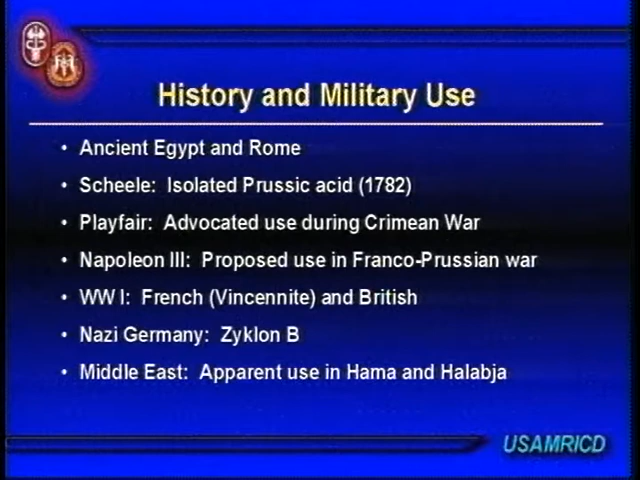 History and Military Use
• Ancient Egypt and Rome
• Scheele: Isolated Prussic acid (1782)
• Playfair: Advocated use during Crimean War
• Napoleon III: Proposed use in Franco-Prussian war
• WW I: French (Vincennite) and British
• Nazi Germany: Zyklon B
• Middle East: Apparent use in Hama and Halabja
USAMRICD